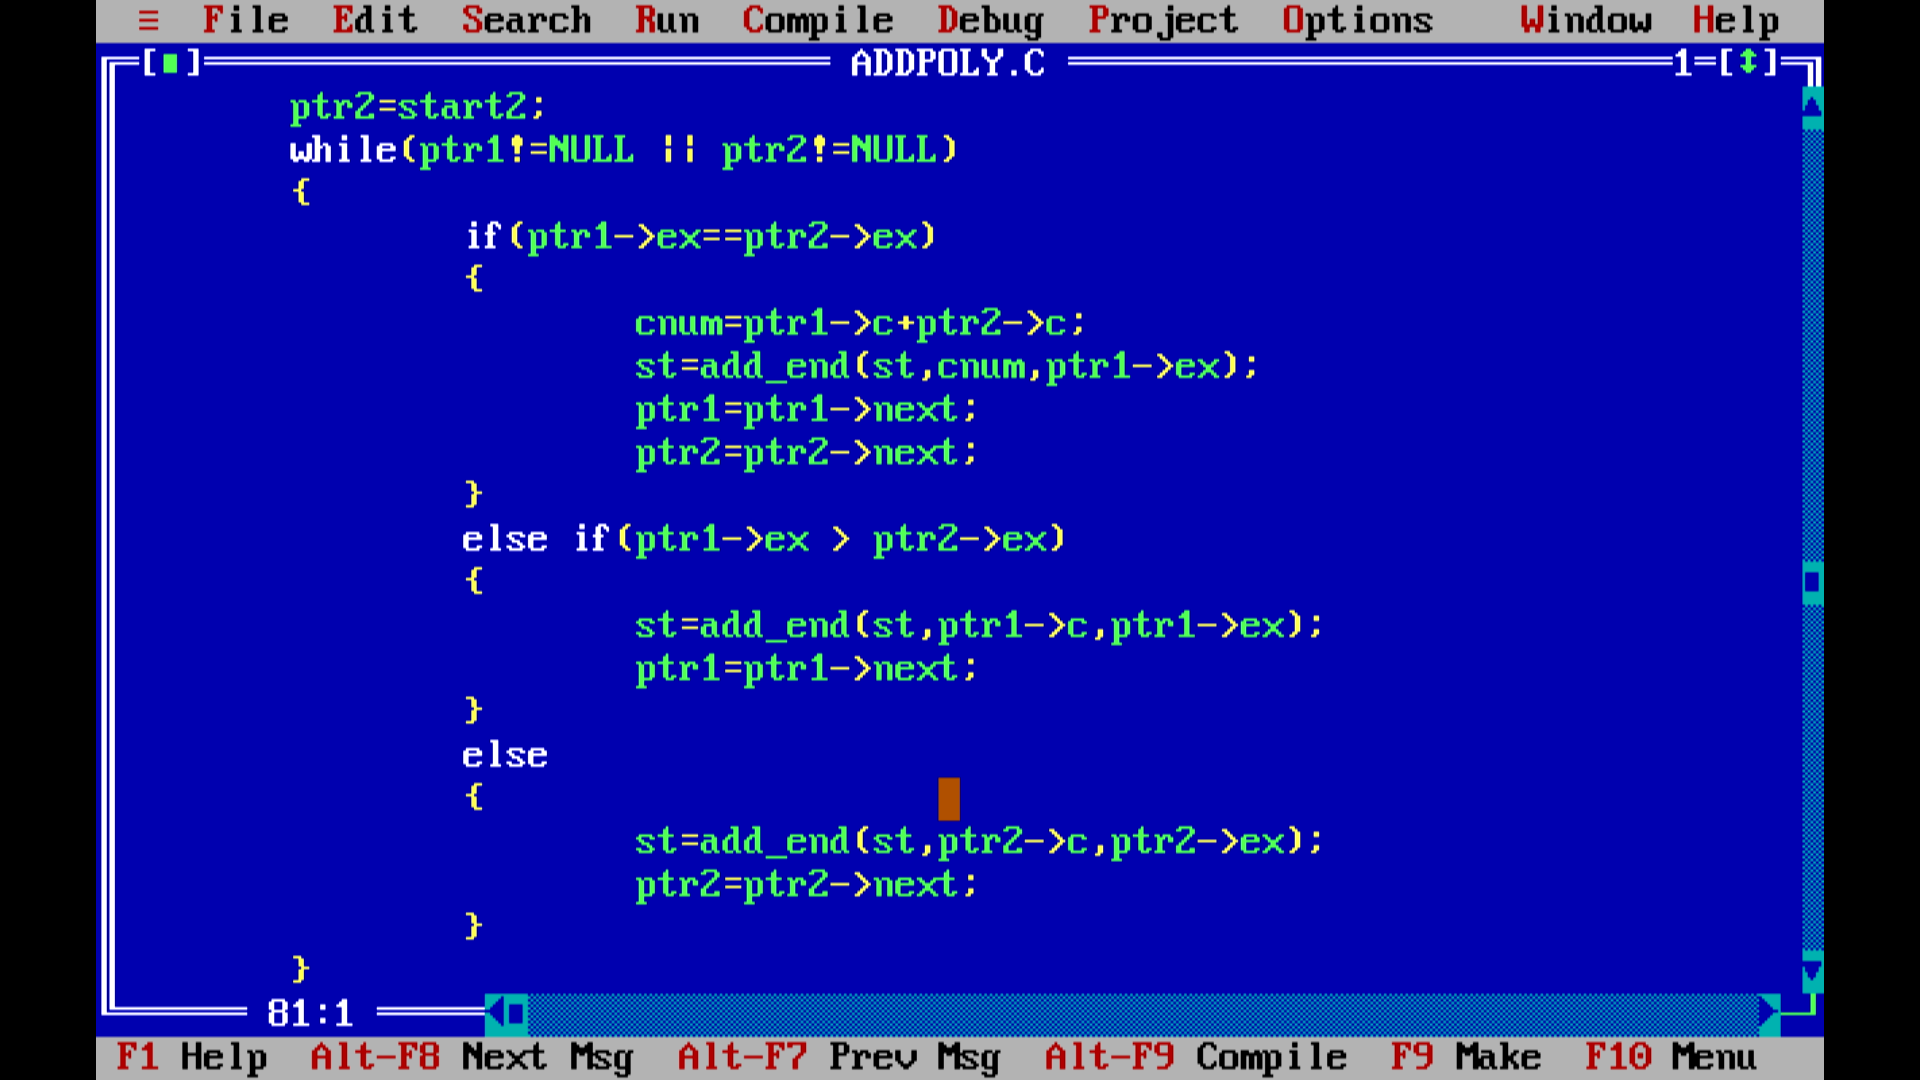 ≡ File Edit Search Run Compile Debug Project Options Window Help
[■] ADDPOLY.C 1=[↕]
ptr2=start2;
while(ptr1!=NULL || ptr2!=NULL)
{
if(ptr1->ex==ptr2->ex)
{
cnum=ptr1->c+ptr2->c;
st=add_end(st,cnum,ptr1->ex);
ptr1=ptr1->next;
ptr2=ptr2->next;
}
else if(ptr1->ex > ptr2->ex)
{
st=add_end(st,ptr1->c,ptr1->ex);
ptr1=ptr1->next;
}
else
{
st=add_end(st,ptr2->c,ptr2->ex);
ptr2=ptr2->next;
}
}
81:1
F1 Help Alt-F8 Next Msg Alt-F7 Prev Msg Alt-F9 Compile F9 Make F10 Menu